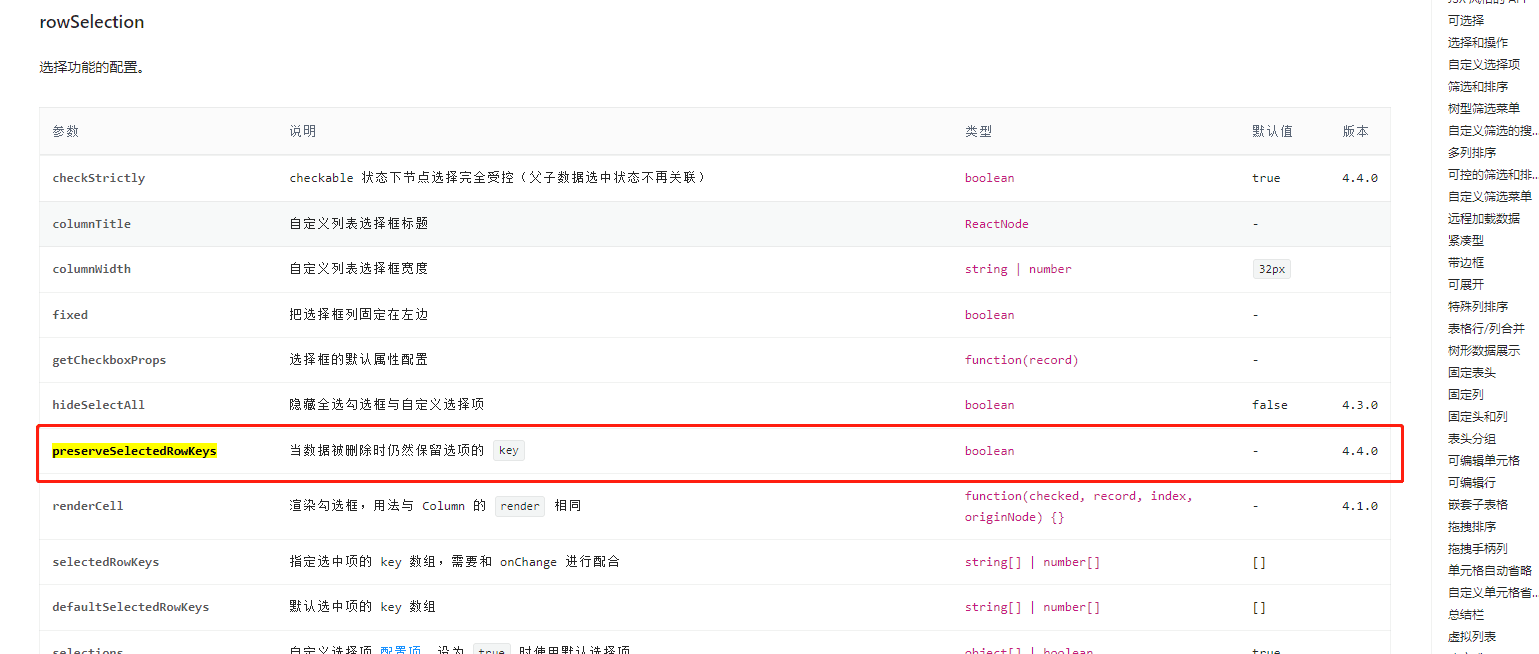 rowSelection
选择功能的配置。
参数 说明 类型 默认值 版本
checkStrictly checkable 状态下节点选择完全受控（父子数据选中状态不再关联） boolean true 4.4.0
columnTitle 自定义列表选择框标题 ReactNode -
columnWidth 自定义列表选择框宽度 string | number 32px
fixed 把选择框列固定在左边 boolean -
getCheckboxProps 选择框的默认属性配置 function(record) -
hideSelectAll 隐藏全选勾选框与自定义选择项 boolean false 4.3.0
preserveSelectedRowKeys 当数据被删除时仍然保留选项的 key boolean - 4.4.0
renderCell 渲染勾选框，用法与 Column 的 render 相同 function(checked, record, index,
originNode) {} - 4.1.0
selectedRowKeys 指定选中项的 key 数组，需要和 onChange 进行配合 string[] | number[] []
defaultSelectedRowKeys 默认选中项的 key 数组 string[] | number[] []
selections 自定义选择项 配置项，设为 true 时使用默认选择项 object[] | boolean true
可选择
选择和操作
自定义选择项
筛选和排序
树型筛选菜单
自定义筛选的搜...
多列排序
可控的筛选和排...
自定义筛选菜单
远程加载数据
紧凑型
带边框
可展开
特殊列排序
表格行/列合并
树形数据展示
固定表头
固定列
固定头和列
表头分组
可编辑单元格
可编辑行
嵌套子表格
拖拽排序
拖拽手柄列
单元格自动省略
自定义单元格省...
总结栏
虚拟列表